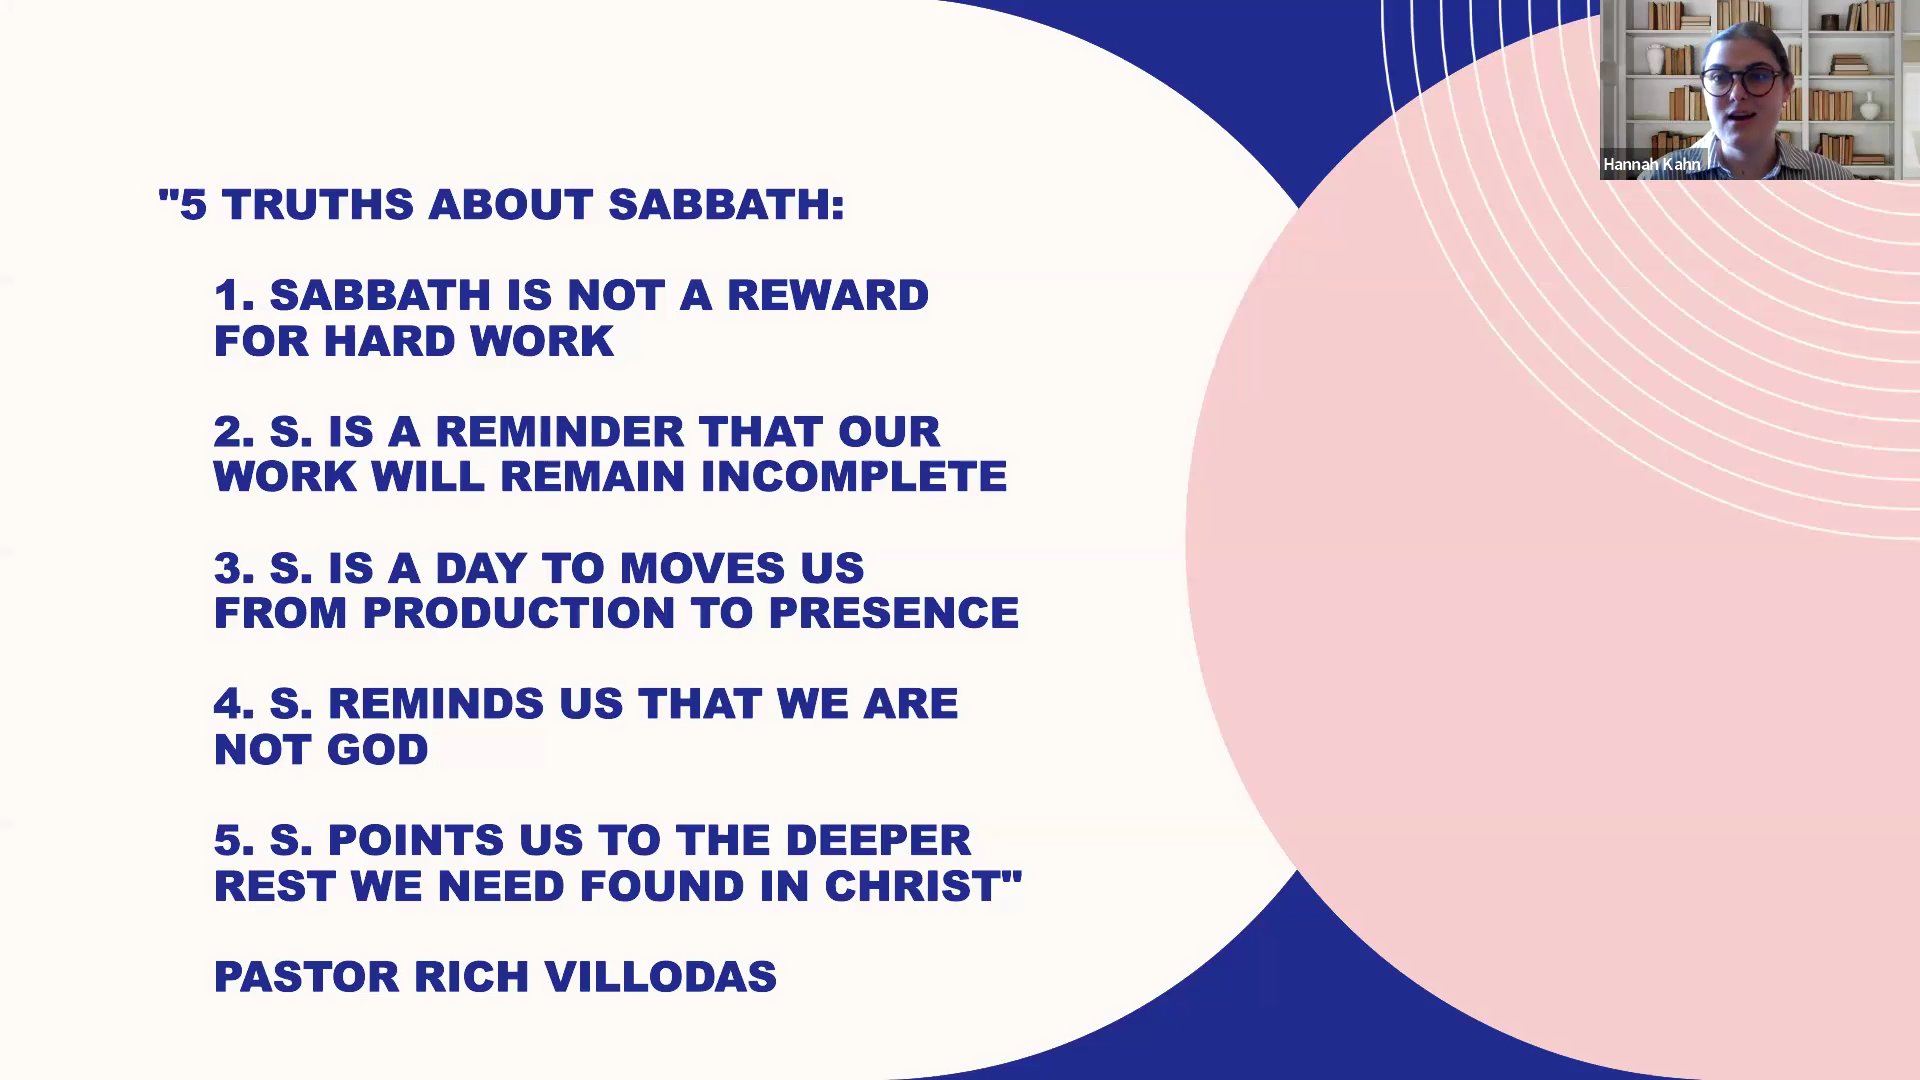 "5 TRUTHS ABOUT SABBATH:
1. SABBATH IS NOT A REWARD
FOR HARD WORK
2. S. IS A REMINDER THAT OUR
WORK WILL REMAIN INCOMPLETE
3. S. IS A DAY TO MOVES US
FROM PRODUCTION TO PRESENCE
4. S. REMINDS US THAT WE ARE
NOT GOD
5. S. POINTS US TO THE DEEPER
REST WE NEED FOUND IN CHRIST"
PASTOR RICH VILLODAS
Hannah Kahn